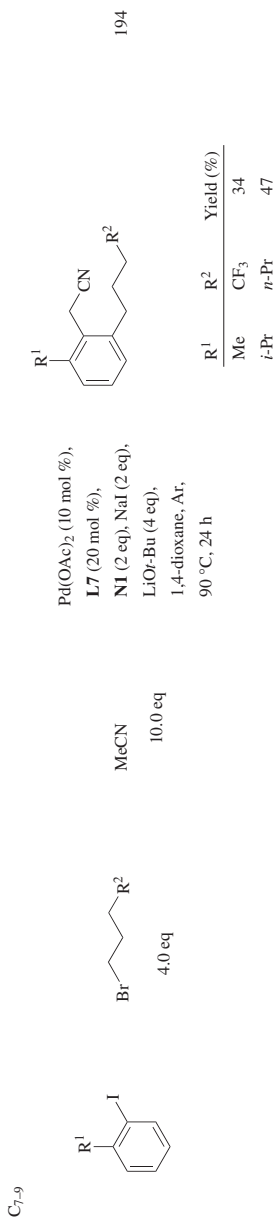 C₇₋₉
R¹
I
Br
R²
4.0 eq
MeCN
10.0 eq
Pd(OAc)₂ (10 mol %),
L7 (20 mol %),
N1 (2 eq), NaI (2 eq),
LiOt-Bu (4 eq),
1,4-dioxane, Ar,
90 °C, 24 h
R¹
CN
R²
R¹ R² Yield (%)
Me CF₃ 34
i-Pr n-Pr 47
194